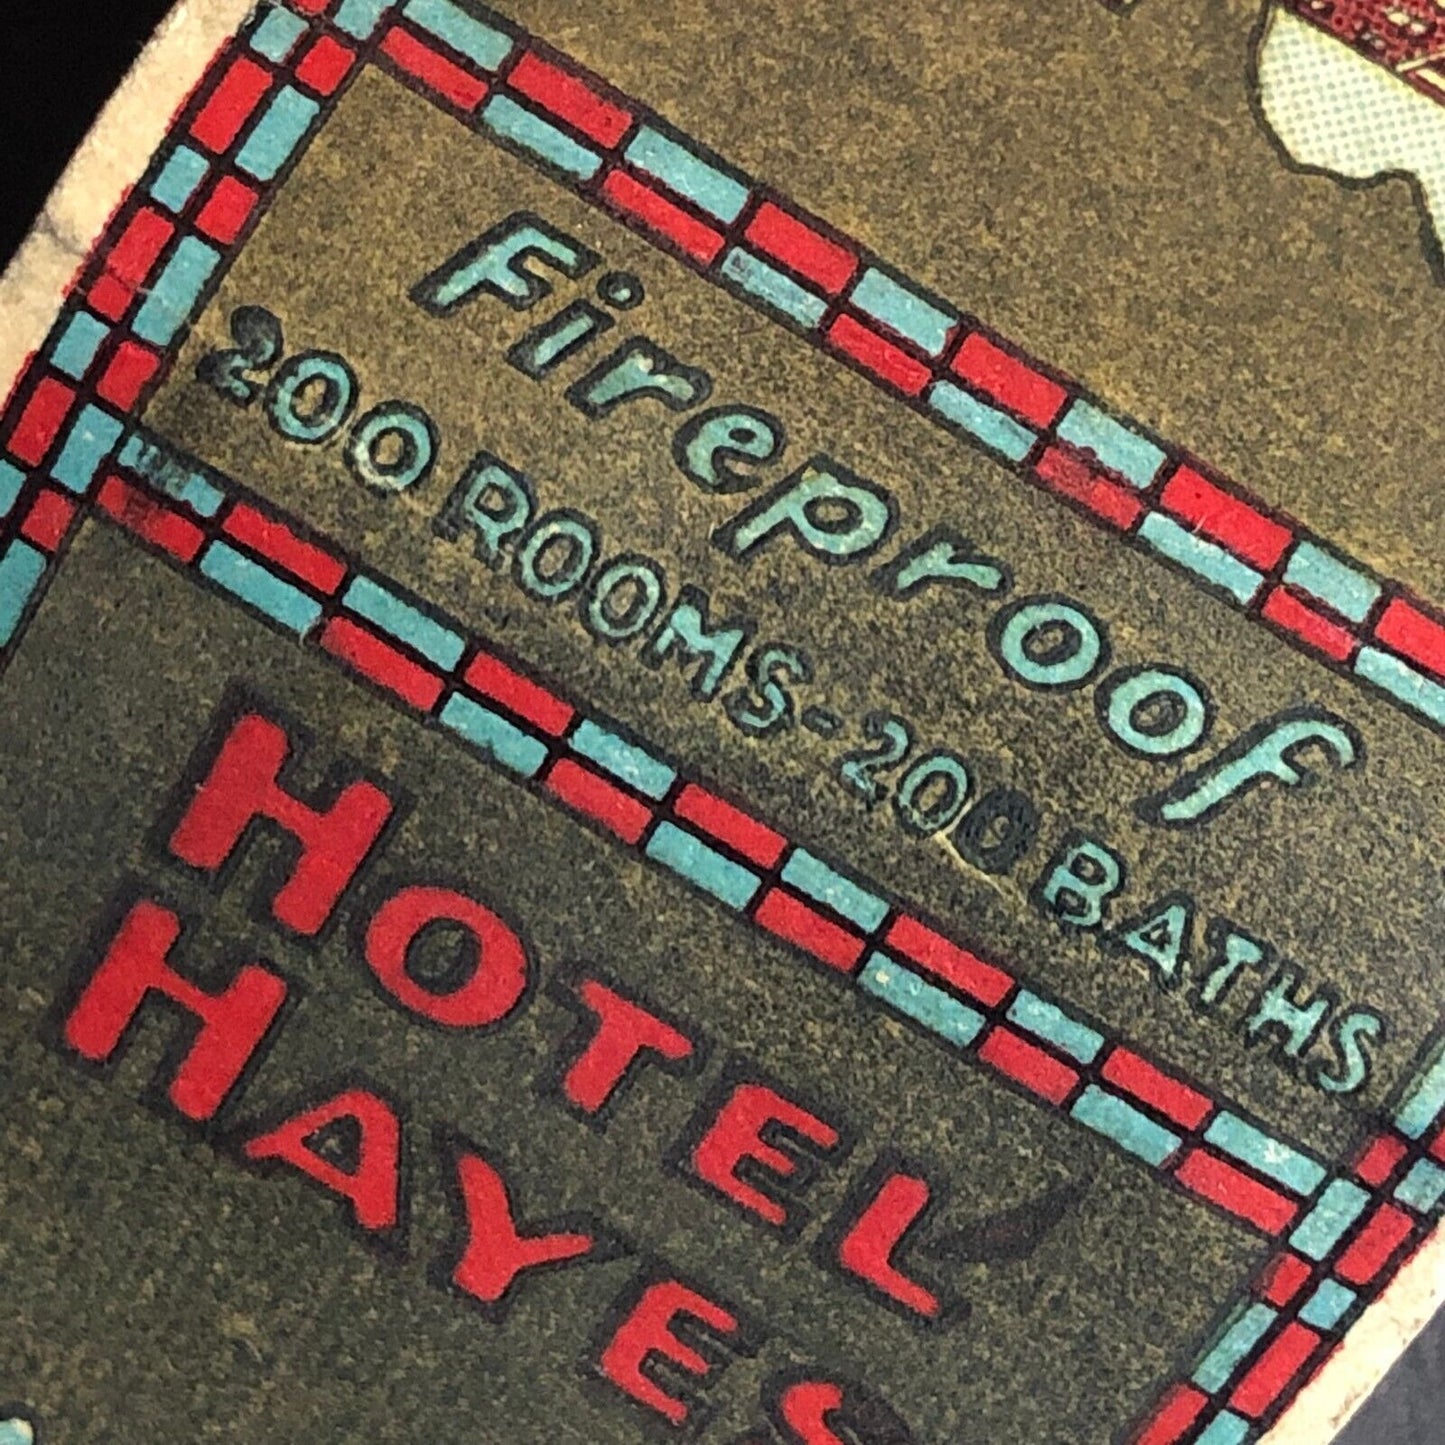 Fireproof
200 ROOMS-200 BATHS
HOTEL
HAYES